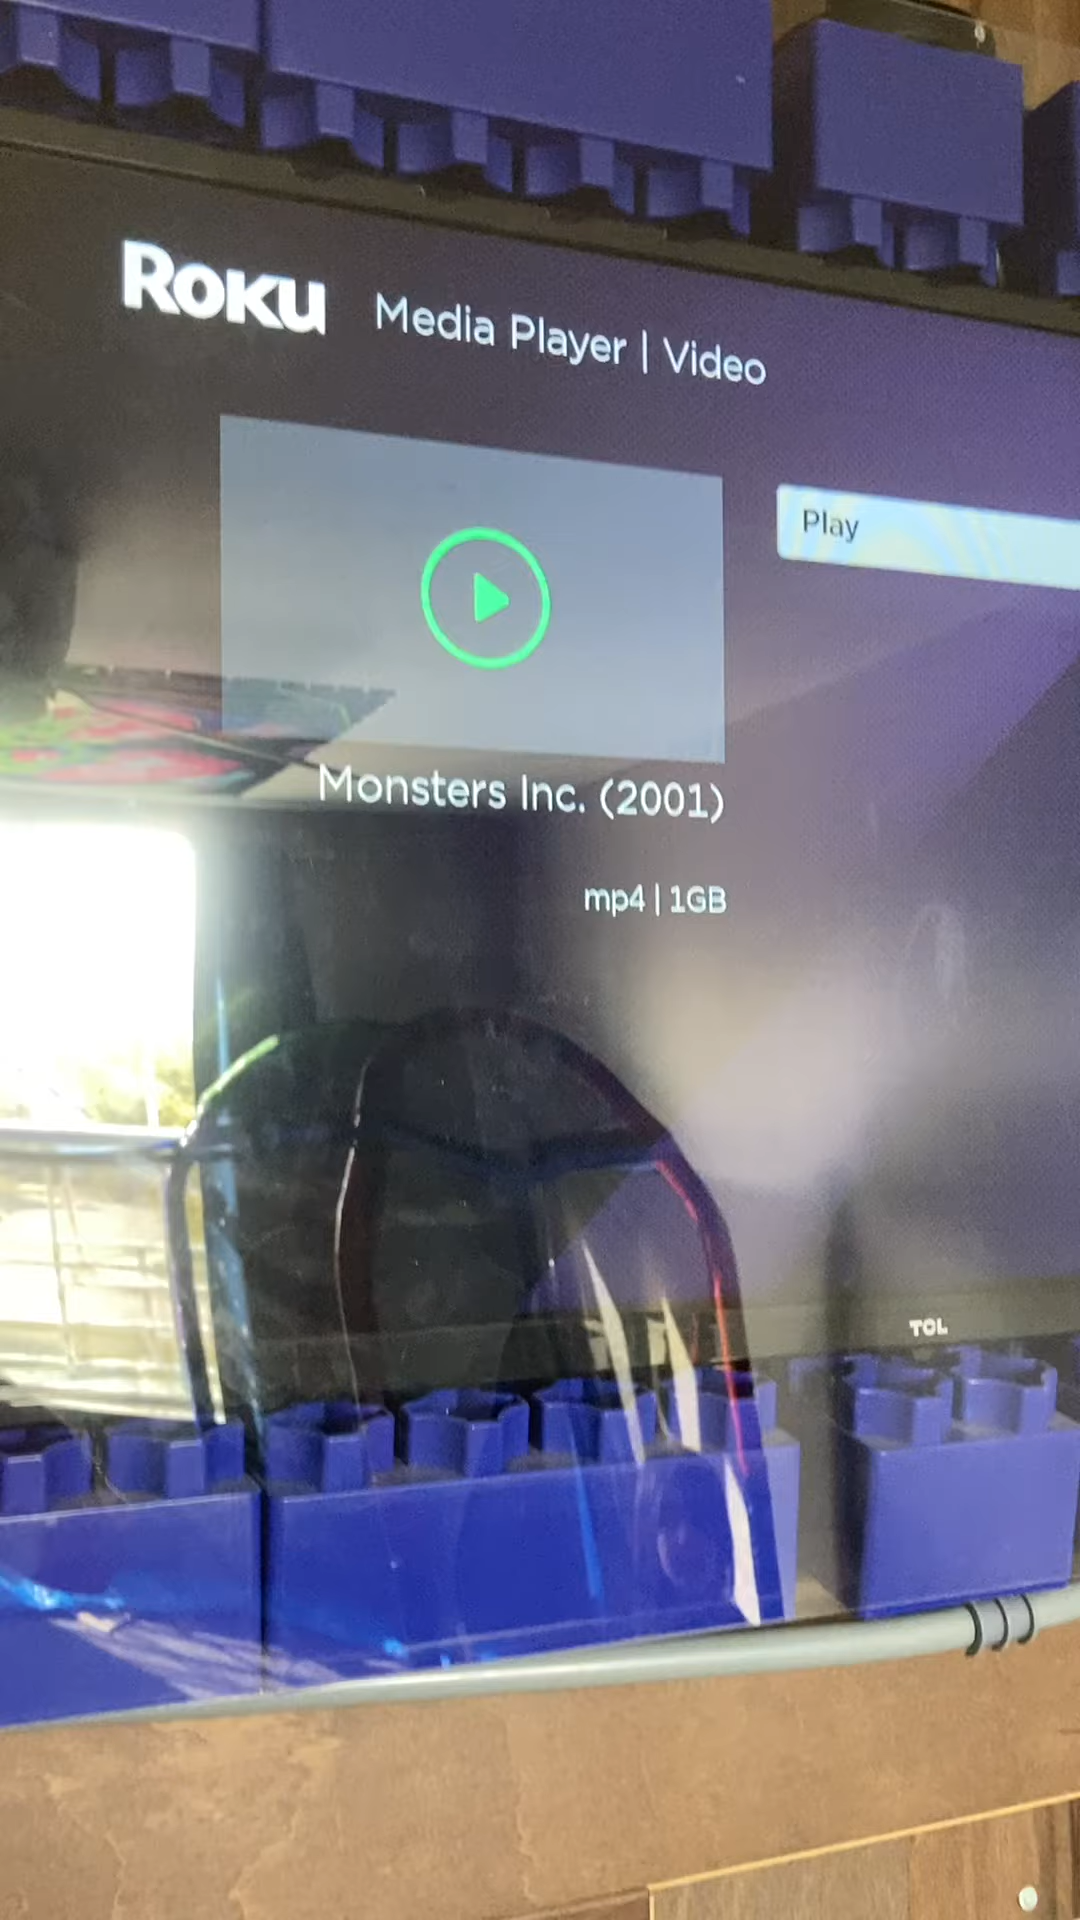 Roku Media Player | Video
Play
Monsters Inc. (2001)
mp4 | 1GB
TCL